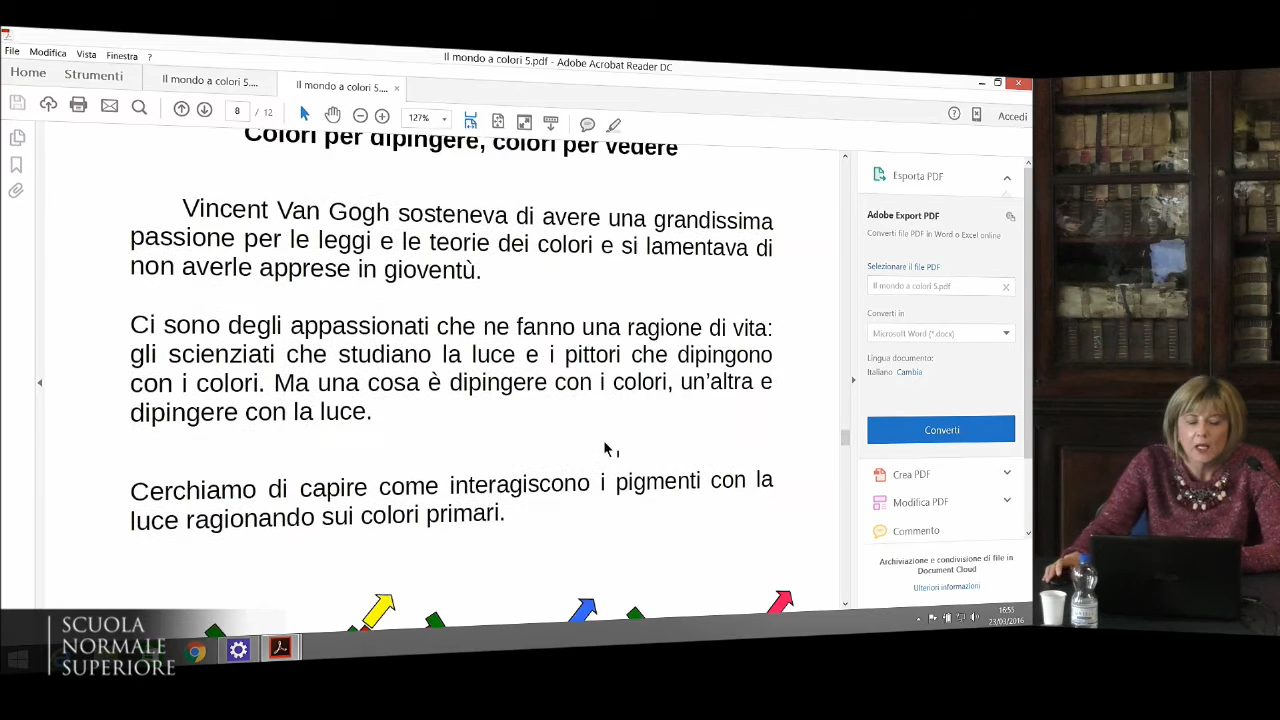 Il mondo a colori 5.pdf - Adobe Acrobat Reader DC
File Modifica Vista Finestra ?
Home Strumenti Il mondo a colori 5.... Il mondo a colori 5.... ×
8 / 12 127% Accedi
Colori per dipingere, colori per vedere
Vincent Van Gogh sosteneva di avere una grandissima
passione per le leggi e le teorie dei colori e si lamentava di
non averle apprese in gioventù.
Ci sono degli appassionati che ne fanno una ragione di vita:
gli scienziati che studiano la luce e i pittori che dipingono
con i colori. Ma una cosa è dipingere con i colori, un'altra e
dipingere con la luce.
Cerchiamo di capire come interagiscono i pigmenti con la
luce ragionando sui colori primari.
Esporta PDF
Adobe Export PDF
Converti file PDF in Word o Excel online
Selezionare il file PDF
Il mondo a colori 5.pdf
Converti in
Microsoft Word (*.docx)
Lingua documento:
Italiano Cambia
Converti
Crea PDF
Modifica PDF
Commento
Archiviazione e condivisione di file in
Document Cloud
Ulteriori informazioni
16:55
23/03/2016
SCUOLA
NORMALE
SUPERIORE